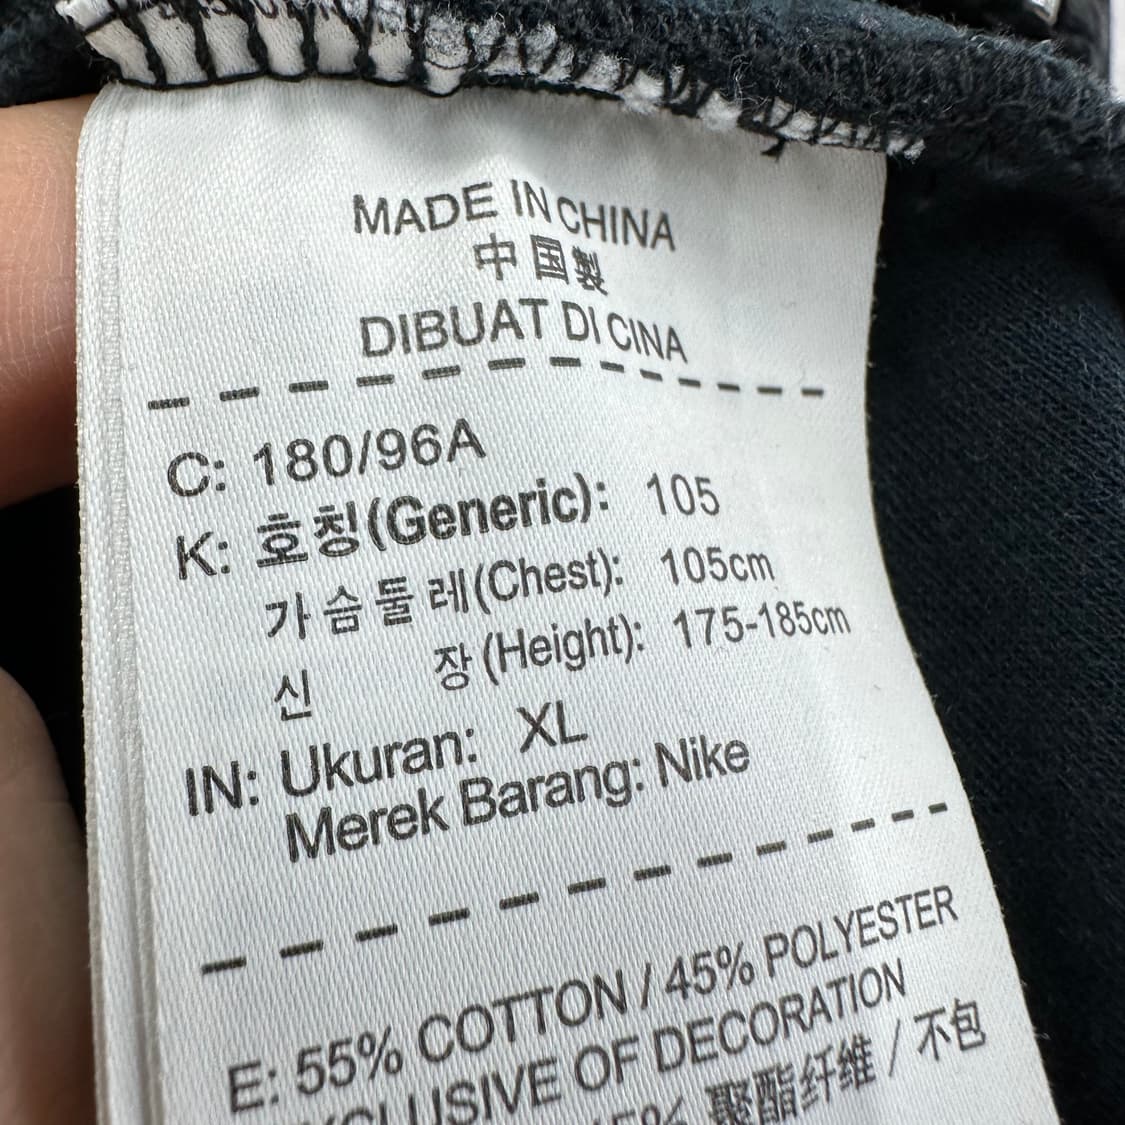 MADE IN CHINA
中国製
DIBUAT DI CINA
C: 180/96A
K: 호칭(Generic): 105
가슴둘레(Chest): 105cm
신 장(Height): 175-185cm
IN: Ukuran: XL
Merek Barang: Nike
E: 55% COTTON / 45% POLYESTER
EXCLUSIVE OF DECORATION
45% 聚酯纤维 / 不包